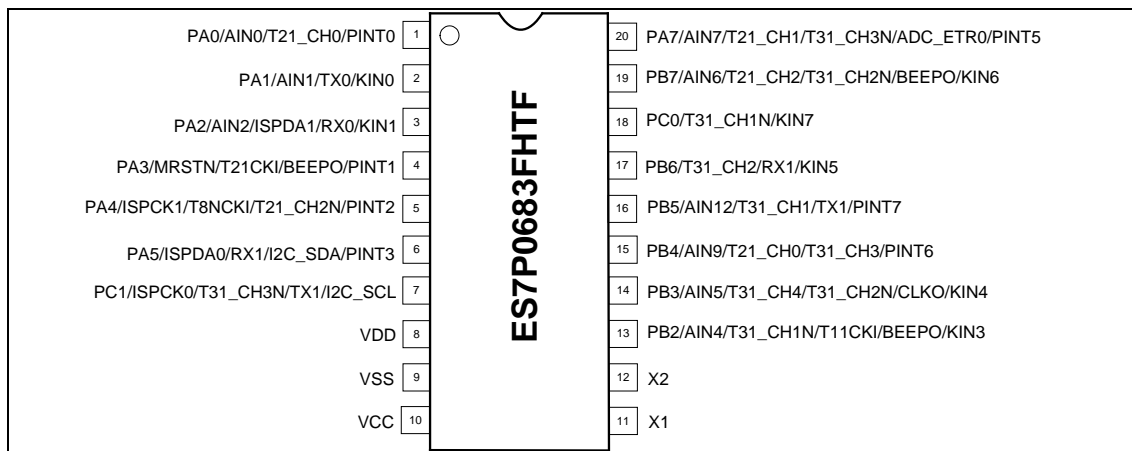 PA0/AIN0/T21_CH0/PINT0 1
PA1/AIN1/TX0/KIN0 2
PA2/AIN2/ISPDA1/RX0/KIN1 3
PA3/MRSTN/T21CKI/BEEPO/PINT1 4
PA4/ISPCK1/T8NCKI/T21_CH2N/PINT2 5
PA5/ISPDA0/RX1/I2C_SDA/PINT3 6
PC1/ISPCK0/T31_CH3N/TX1/I2C_SCL 7
VDD 8
VSS 9
VCC 10
ES7P0683FHTF
20 PA7/AIN7/T21_CH1/T31_CH3N/ADC_ETR0/PINT5
19 PB7/AIN6/T21_CH2/T31_CH2N/BEEPO/KIN6
18 PC0/T31_CH1N/KIN7
17 PB6/T31_CH2/RX1/KIN5
16 PB5/AIN12/T31_CH1/TX1/PINT7
15 PB4/AIN9/T21_CH0/T31_CH3/PINT6
14 PB3/AIN5/T31_CH4/T31_CH2N/CLKO/KIN4
13 PB2/AIN4/T31_CH1N/T11CKI/BEEPO/KIN3
12 X2
11 X1